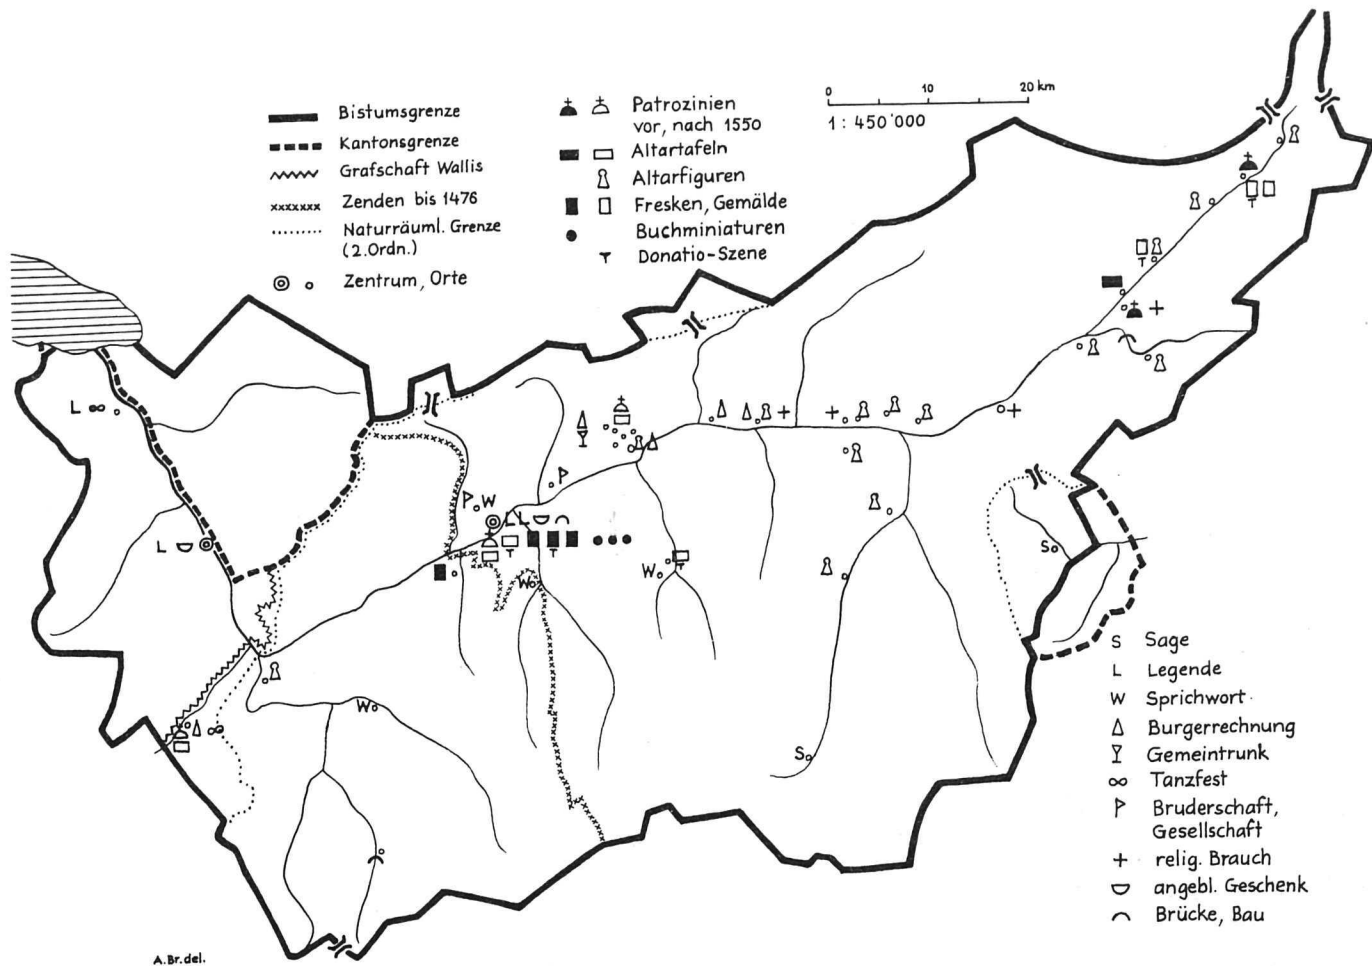 Bistumsgrenze
Kantonsgrenze
Grafschaft Wallis
Zenden bis 1476
Naturräuml. Grenze
(2.Ordn.)
Zentrum, Orte
Patrozinien
vor, nach 1550
Altartafeln
Altarfiguren
Fresken, Gemälde
Buchminiaturen
Donatio-Szene
0 10 20 km
1 : 450'000
L
L
W
L L
W
W
W
S
S
S Sage
L Legende
W Sprichwort
Burgerrechnung
Gemeintrunk
Tanzfest
Bruderschaft,
Gesellschaft
relig. Brauch
angebl. Geschenk
Brücke, Bau
A.Br.del.